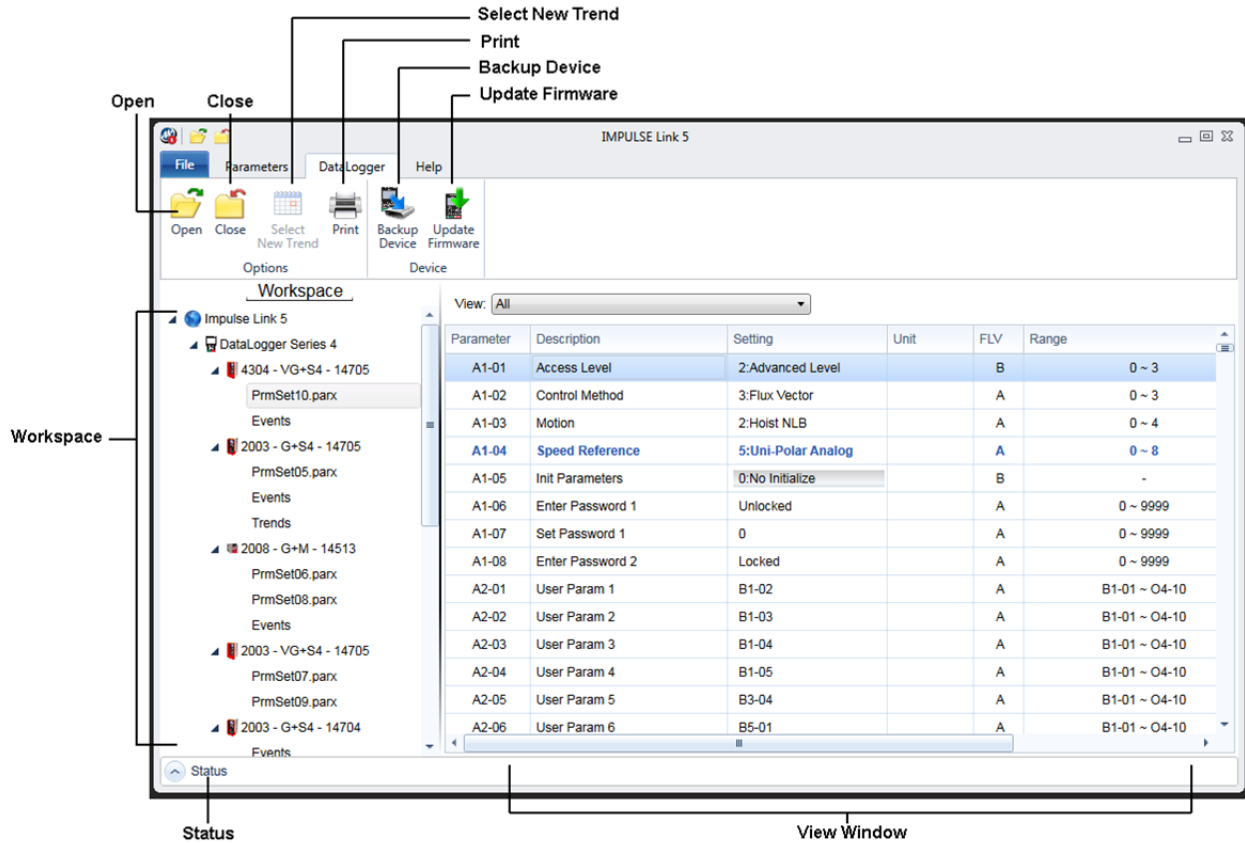 Select New Trend
Print
Backup Device
Update Firmware
Open Close
IMPULSE Link 5
File Parameters DataLogger Help
Open Close Select New Trend Print Backup Device Update Firmware
Options Device
Workspace
Workspace
Impulse Link 5
DataLogger Series 4
4304 - VG+S4 - 14705
PrmSet10.parx
Events
2003 - G+S4 - 14705
PrmSet05.parx
Events
Trends
2008 - G+M - 14513
PrmSet06.parx
PrmSet08.parx
Events
2003 - VG+S4 - 14705
PrmSet07.parx
PrmSet09.parx
2003 - G+S4 - 14704
Events
View: All
Parameter Description Setting Unit FLV Range
A1-01 Access Level 2:Advanced Level B 0 ~ 3
A1-02 Control Method 3:Flux Vector A 0 ~ 3
A1-03 Motion 2:Hoist NLB A 0 ~ 4
A1-04 Speed Reference 5:Uni-Polar Analog A 0 ~ 8
A1-05 Init Parameters 0:No Initialize B -
A1-06 Enter Password 1 Unlocked A 0 ~ 9999
A1-07 Set Password 1 0 A 0 ~ 9999
A1-08 Enter Password 2 Locked A 0 ~ 9999
A2-01 User Param 1 B1-02 A B1-01 ~ O4-10
A2-02 User Param 2 B1-03 A B1-01 ~ O4-10
A2-03 User Param 3 B1-04 A B1-01 ~ O4-10
A2-04 User Param 4 B1-05 A B1-01 ~ O4-10
A2-05 User Param 5 B3-04 A B1-01 ~ O4-10
A2-06 User Param 6 B5-01 A B1-01 ~ O4-10
Status
Status
View Window